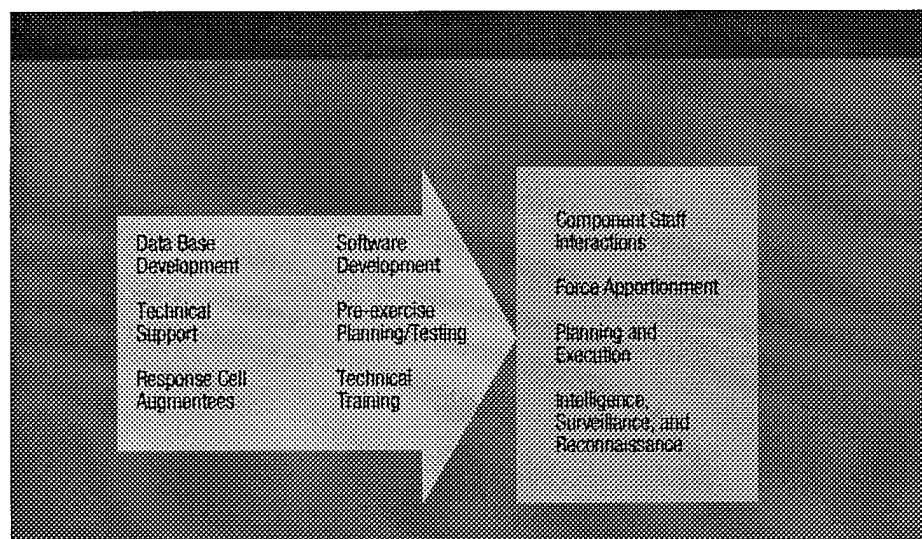 Data Base
Development
Technical
Support
Response Cell
Augmentees
Software
Development
Pre-exercise
Planning/Testing
Technical
Training
Component Staff
Interactions
Force Apportionment
Planning and
Execution
Intelligence,
Surveillance, and
Reconnaissance